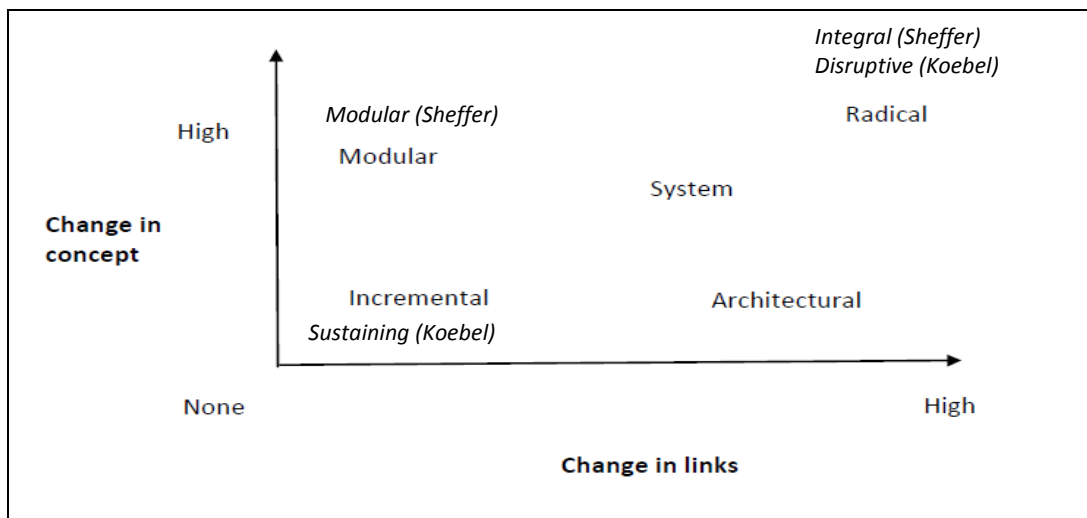 Integral (Sheffer)
Disruptive (Koebel)
Modular (Sheffer)
Radical
High
Modular
System
Change in
concept
Incremental
Architectural
Sustaining (Koebel)
None
High
Change in links